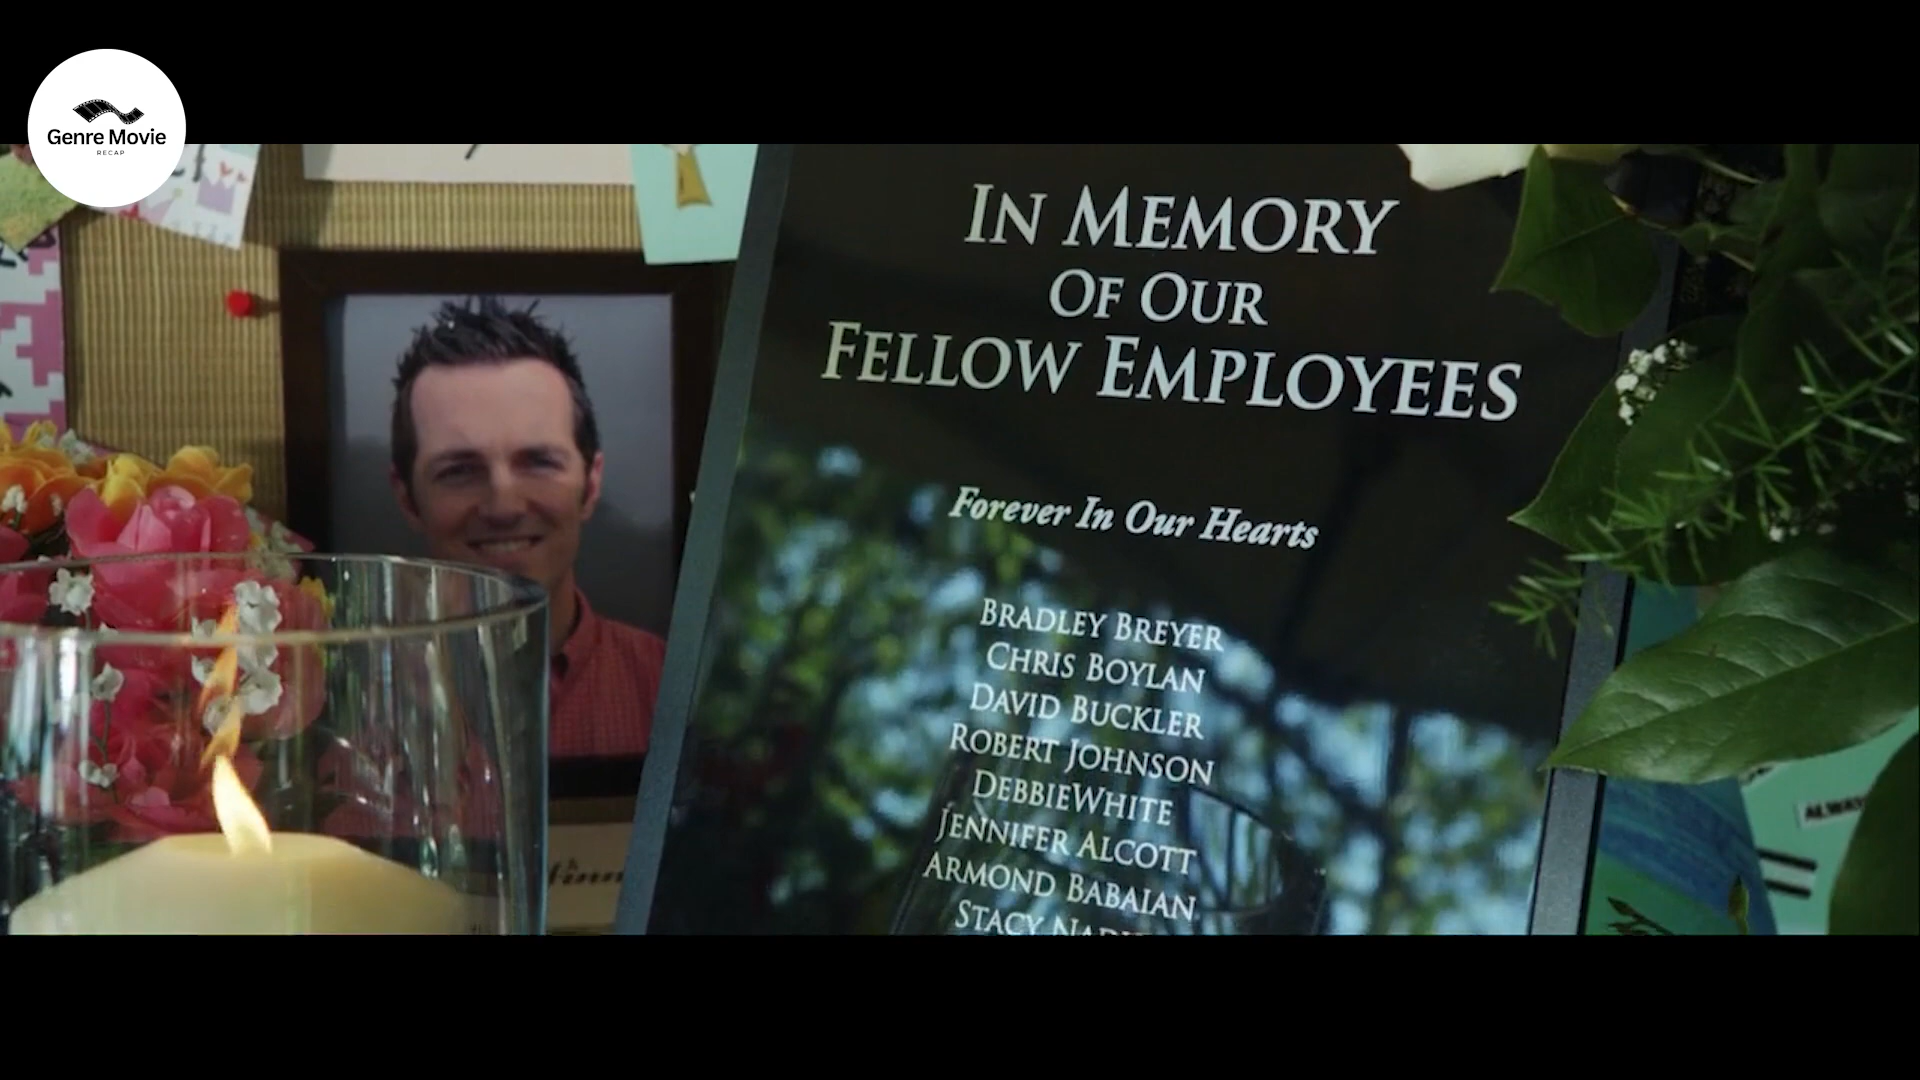 Genre Movie
RECAP
IN MEMORY
OF OUR
FELLOW EMPLOYEES
Forever In Our Hearts
BRADLEY BREYER
CHRIS BOYLAN
DAVID BUCKLER
ROBERT JOHNSON
DEBBIEWHITE
JENNIFER ALCOTT
ARMOND BABAIAN
STACY